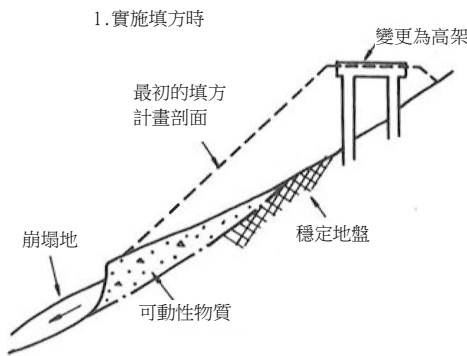 1.實施填方時
變更為高架
最初的填方
計畫剖面
崩塌地
穩定地盤
可動性物質